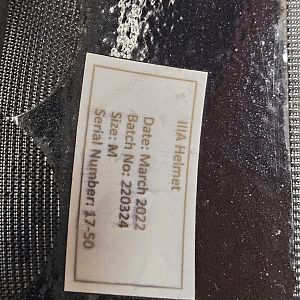 IIIA Helmet
Date: March 2022
Batch No: 220324
Size: M
Serial Number: 17-50